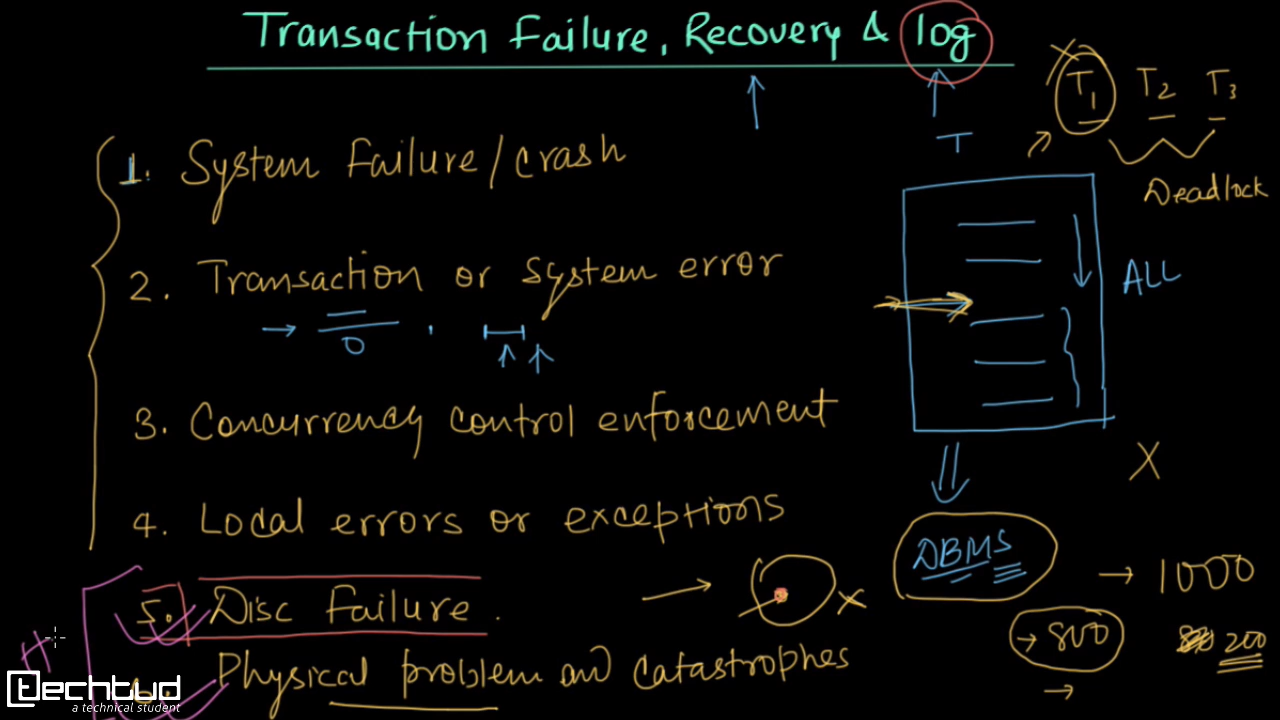 Transaction Failure, Recovery & log
T1 T2 T3
T
Deadlock
1. System Failure/crash
2. Transaction or system error
0
ALL
3. Concurrency control enforcement
X
4. Local errors or exceptions
DBMS
5. Disc Failure.
X
1000
800
200
Physical problem and catastrophes
techtud
a technical student